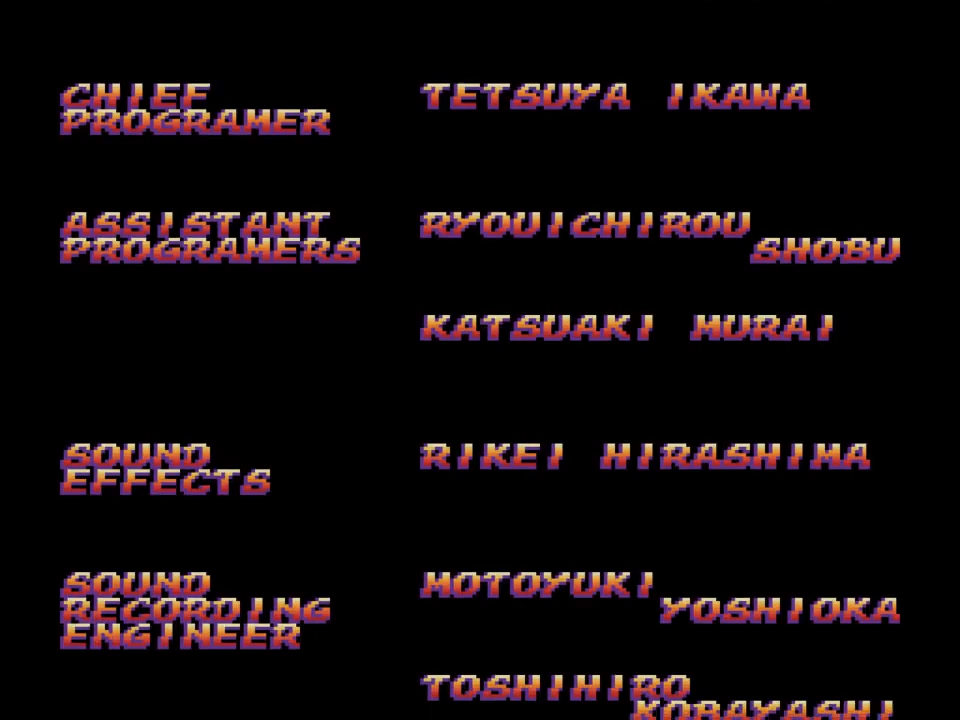 CHIEF TETSUYA IKAWA
PROGRAMER
ASSISTANT RYOUICHIROU
PROGRAMERS SHOBU
KATSUAKI MURAI
SOUND RIKEI HIRASHIMA
EFFECTS
SOUND MOTOYUKI
RECORDING YOSHIOKA
ENGINEER
TOSHIHIRO
KOBAYASHI